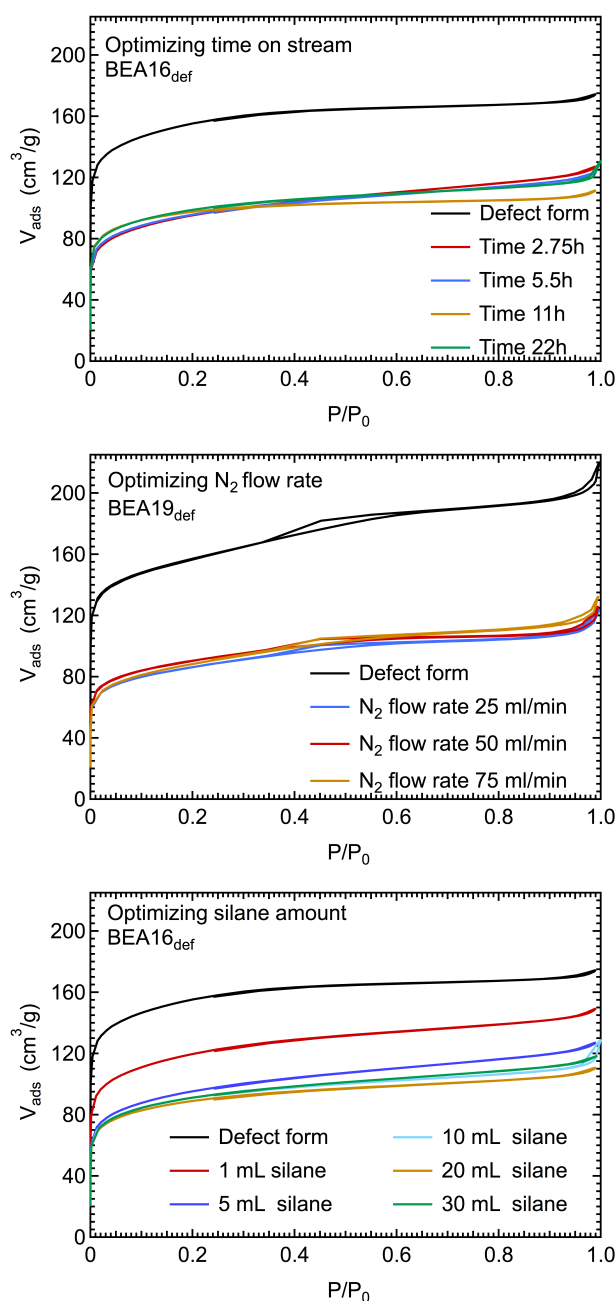 Optimizing time on stream
BEA16def
200
160
120
80
40
0
Vads (cm³/g)
Defect form
Time 2.75h
Time 5.5h
Time 11h
Time 22h
0 0.2 0.4 0.6 0.8 1.0
P/P0
Optimizing N2 flow rate
BEA19def
200
160
120
80
40
0
Vads (cm³/g)
Defect form
N2 flow rate 25 ml/min
N2 flow rate 50 ml/min
N2 flow rate 75 ml/min
0 0.2 0.4 0.6 0.8 1.0
P/P0
Optimizing silane amount
BEA16def
200
160
120
80
40
0
Vads (cm³/g)
Defect form
1 mL silane
5 mL silane
10 mL silane
20 mL silane
30 mL silane
0 0.2 0.4 0.6 0.8 1.0
P/P0